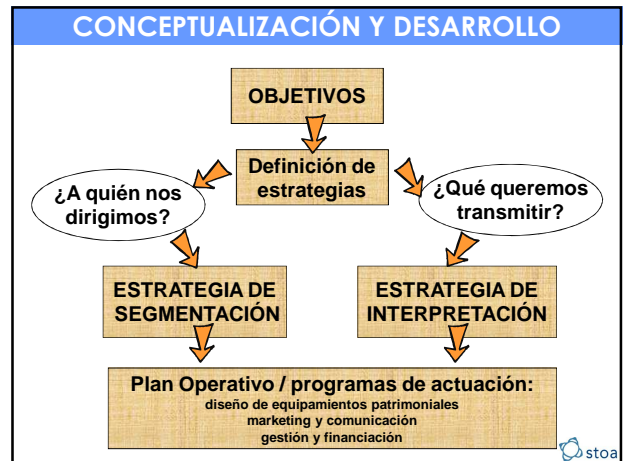 CONCEPTUALIZACIÓN Y DESARROLLO
OBJETIVOS
Definición de
estrategias
¿A quién nos
dirigimos?
¿Qué queremos
transmitir?
ESTRATEGIA DE
SEGMENTACIÓN
ESTRATEGIA DE
INTERPRETACIÓN
Plan Operativo / programas de actuación:
diseño de equipamientos patrimoniales
marketing y comunicación
gestión y financiación
stoa